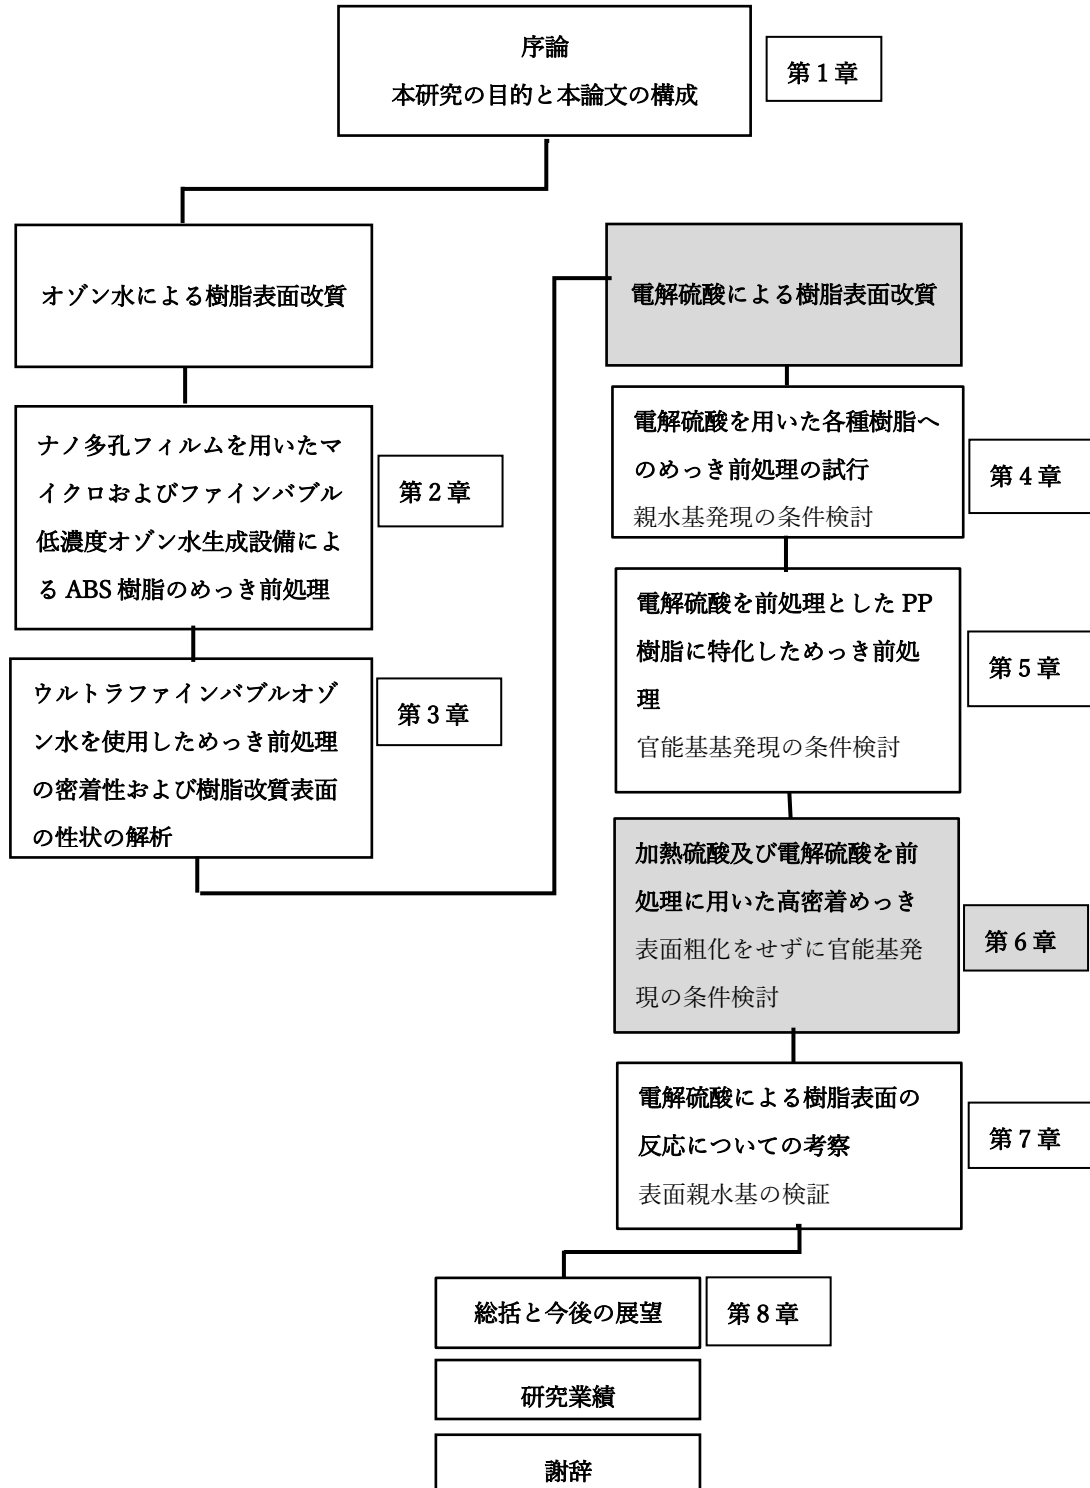 序論
本研究の目的と本論文の構成
第1章
オゾン水による樹脂表面改質
ナノ多孔フィルムを用いたマ
イクロおよびファインバブル
低濃度オゾン水生成設備によ
る ABS 樹脂のめっき前処理
第2章
ウルトラファインバブルオゾ
ン水を使用しためっき前処理
の密着性および樹脂改質表面
の性状の解析
第3章
電解硫酸による樹脂表面改質
電解硫酸を用いた各種樹脂へ
のめっき前処理の試行
親水基発現の条件検討
第4章
電解硫酸を前処理とした PP
樹脂に特化しためっき前処
理
官能基基発現の条件検討
第5章
加熱硫酸及び電解硫酸を前
処理に用いた高密着めっき
表面粗化をせずに官能基発
現の条件検討
第6章
電解硫酸による樹脂表面の
反応についての考察
表面親水基の検証
第7章
総括と今後の展望
第8章
研究業績
謝辞